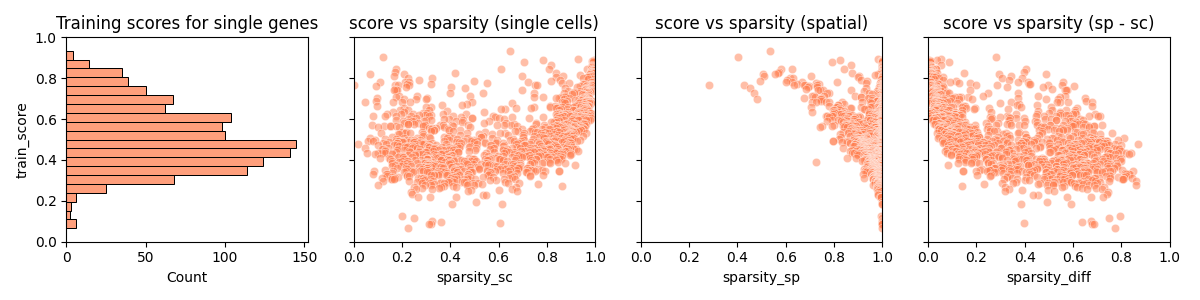 Training scores for single genes
train_score
1.0
0.8
0.6
0.4
0.2
0.0
0 50 100 150
Count
score vs sparsity (single cells)
0.0 0.2 0.4 0.6 0.8 1.0
sparsity_sc
score vs sparsity (spatial)
0.0 0.2 0.4 0.6 0.8 1.0
sparsity_sp
score vs sparsity (sp - sc)
0.0 0.2 0.4 0.6 0.8 1.0
sparsity_diff